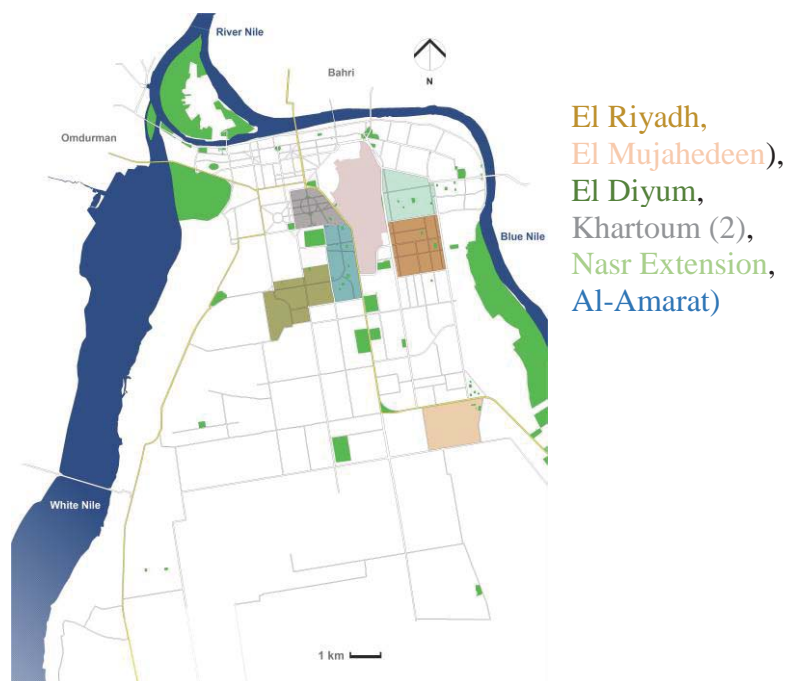 River Nile
Bahri
N
Omdurman
Blue Nile
White Nile
1 km
El Riyadh,
El Mujahedeen),
El Diyum,
Khartoum (2),
Nasr Extension,
Al-Amarat)